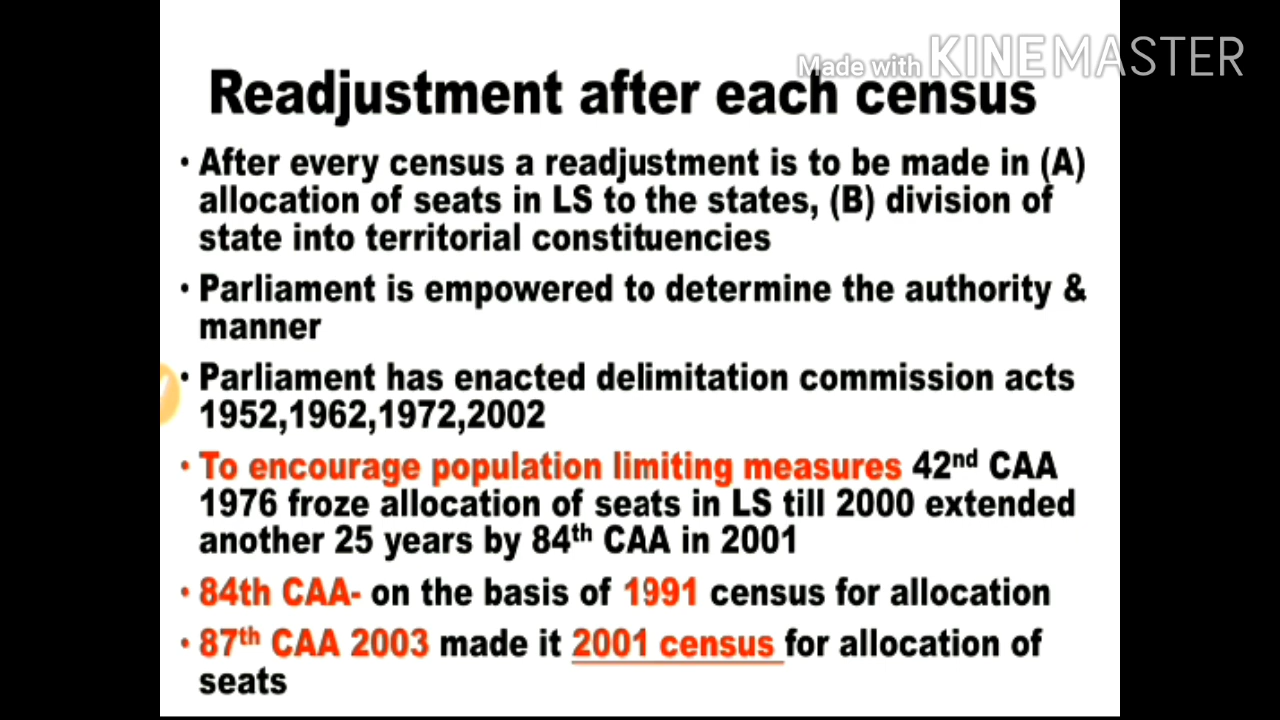 Made with KINEMASTER
Readjustment after each census
• After every census a readjustment is to be made in (A)
allocation of seats in LS to the states, (B) division of
state into territorial constituencies
• Parliament is empowered to determine the authority &
manner
• Parliament has enacted delimitation commission acts
1952,1962,1972,2002
• To encourage population limiting measures 42nd CAA
1976 froze allocation of seats in LS till 2000 extended
another 25 years by 84th CAA in 2001
• 84th CAA- on the basis of 1991 census for allocation
• 87th CAA 2003 made it 2001 census for allocation of
seats